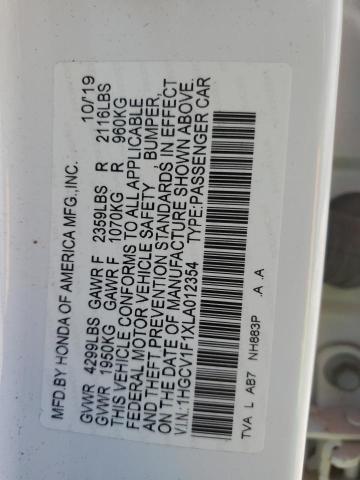 MFD.BY HONDA OF AMERICA MFG.,INC. 10/19
GVWR 4299LBS GAWR F 2359LBS R 2116LBS
GVWR 1950KG GAWR F 1070KG R 960KG
THIS VEHICLE CONFORMS TO ALL APPLICABLE
FEDERAL MOTOR VEHICLE SAFETY, BUMPER,
AND THEFT PREVENTION STANDARDS, IN EFFECT
ON THE DATE OF MANUFACTURE SHOWN ABOVE.
V.I.N.:1HGCV1F1XLA012354 TYPE:PASSENGER CAR
TVA L AB7 NH883P .A .A